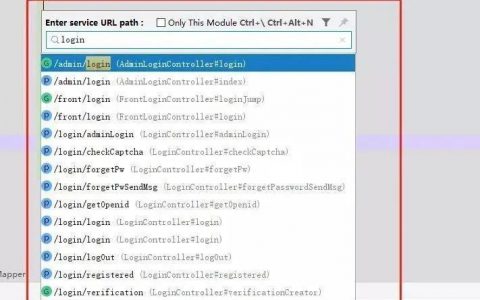 Enter service URL path : Only This Module Ctrl+\ Ctrl+Alt+N
login
G /admin/login (AdminLoginController#login)
P /admin/login (AdminLoginController#index)
G /front/login (FrontLoginController#loginJump)
P /front/login (FrontLoginController#login)
P /login/adminLogin (LoginController#adminLogin)
P /login/checkCaptcha (LoginController#checkCaptcha)
P /login/forgetPw (LoginController#forgetPw)
P /login/forgetPwSendMsg (LoginController#forgetPasswordSendMsg)
P /login/getOpenid (LoginController#getOpenid)
P /login/login (LoginController#login)
P /login/login (LoginController#login)
P /login/logOut (LoginController#logOut)
P /login/registered (LoginController#registered)
G /login/verification (LoginController#verificationCreator)
Mapper